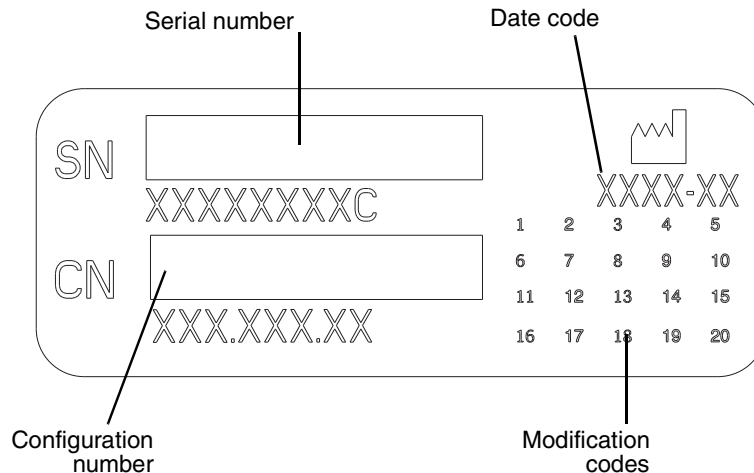 Serial number
Date code
SN
XXXXXXXXC
XXXX-XX
1 2 3 4 5
6 7 8 9 10
CN
11 12 13 14 15
XXX.XXX.XX
16 17 18 19 20
Configuration
number
Modification
codes